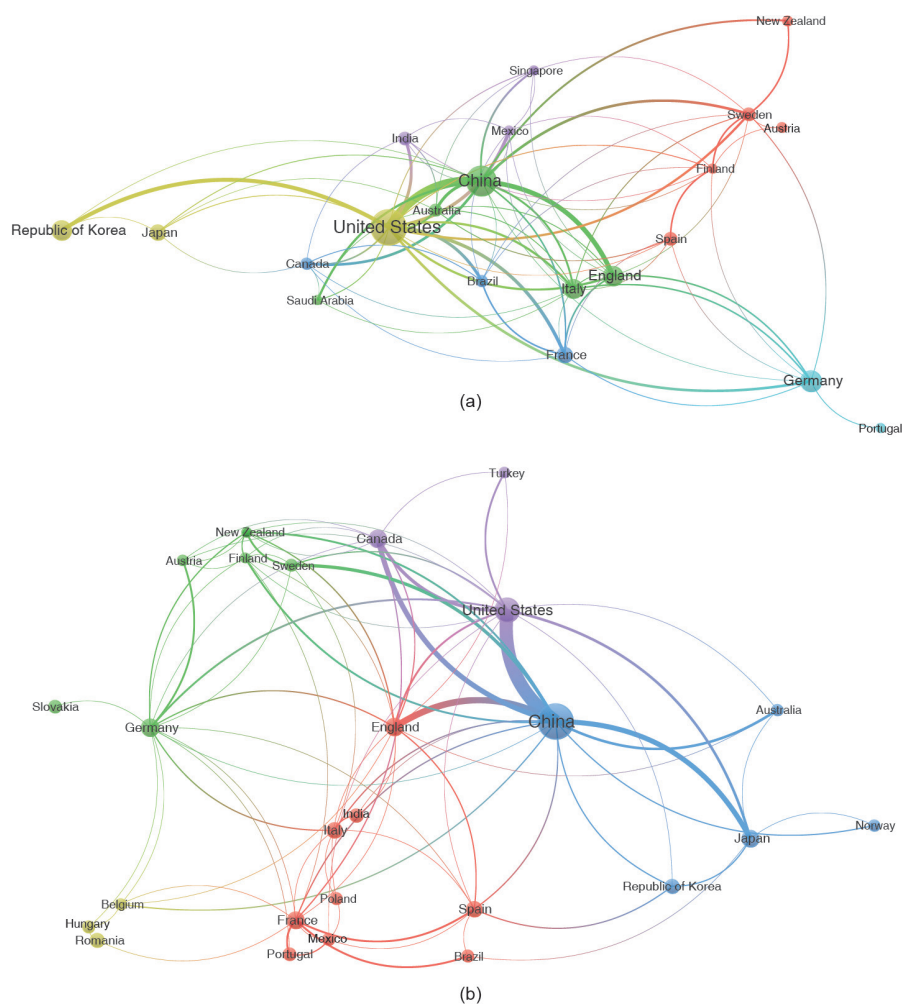 New Zealand
Singapore
Sweden
Mexico
Austria
India
Finland
China
Australia
United States
Republic of Korea
Japan
Spain
Canada
England
Brazil
Italy
Saudi Arabia
France
Germany
(a)
Portugal
Turkey
New Zealand
Canada
Austria
Finland
Sweden
United States
Slovakia
Australia
Germany
England
China
India
Norway
Italy
Japan
Republic of Korea
Poland
Belgium
Spain
France
Hungary
Mexico
Romania
Portugal
Brazil
(b)